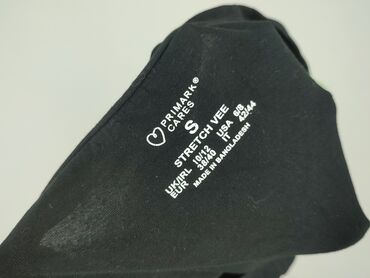 PRIMARK®
CARES
S
STRETCH VEE
UK/IRL 10/12 USA 6/8
EUR 38/40 IT 42/44
MADE IN BANGLADESH